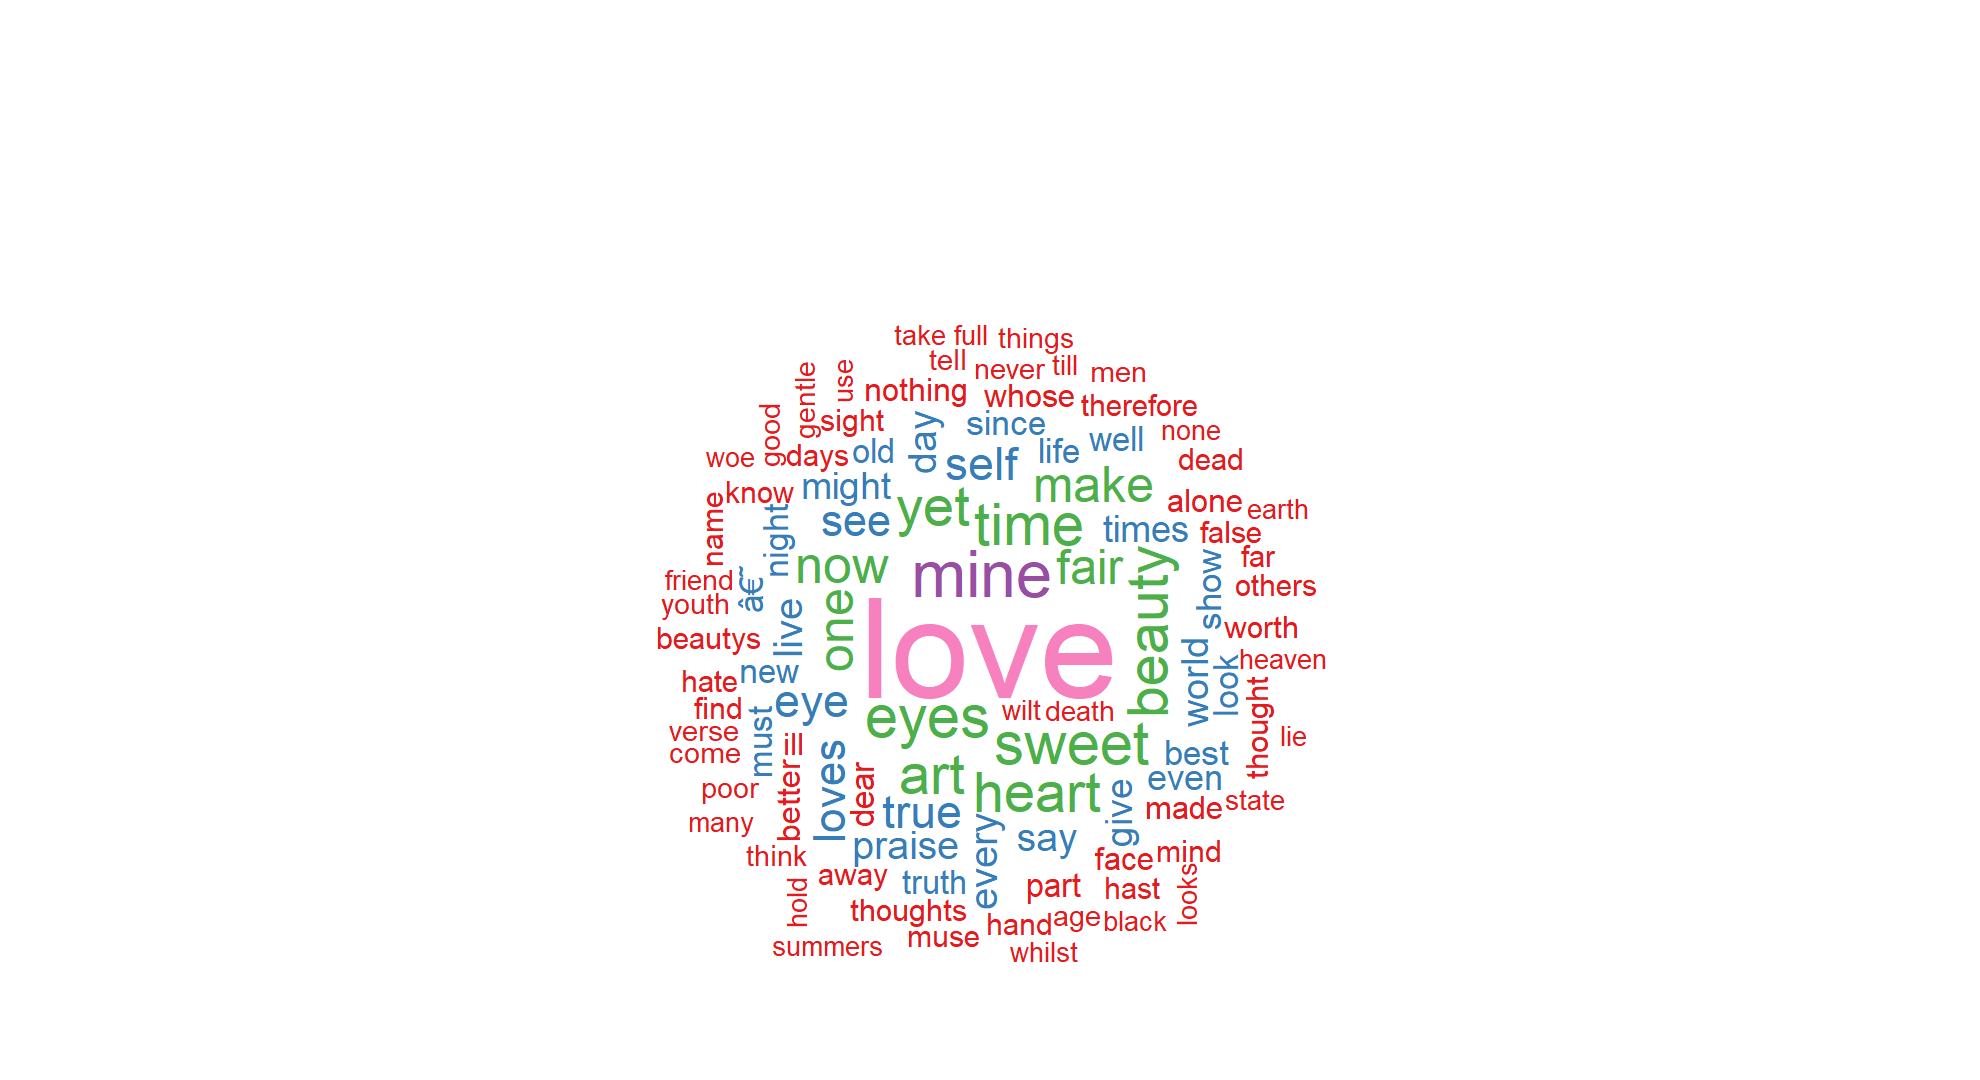 take full things
tell never till men
gentle use nothing whose therefore
good sight day since well none
woe days old self life dead
name know might yet make alone earth
night see time times false
friend â€˜ now mine fair far
youth live one love beauty show others
beautys worth
hate new world look heaven
find eye eyes wilt death thought
verse must ill loves sweet lie
come better dear art best
poor true heart give even state
many praise every say made
think away truth part face mind
hold thoughts hand age hast looks
summers muse whilst black